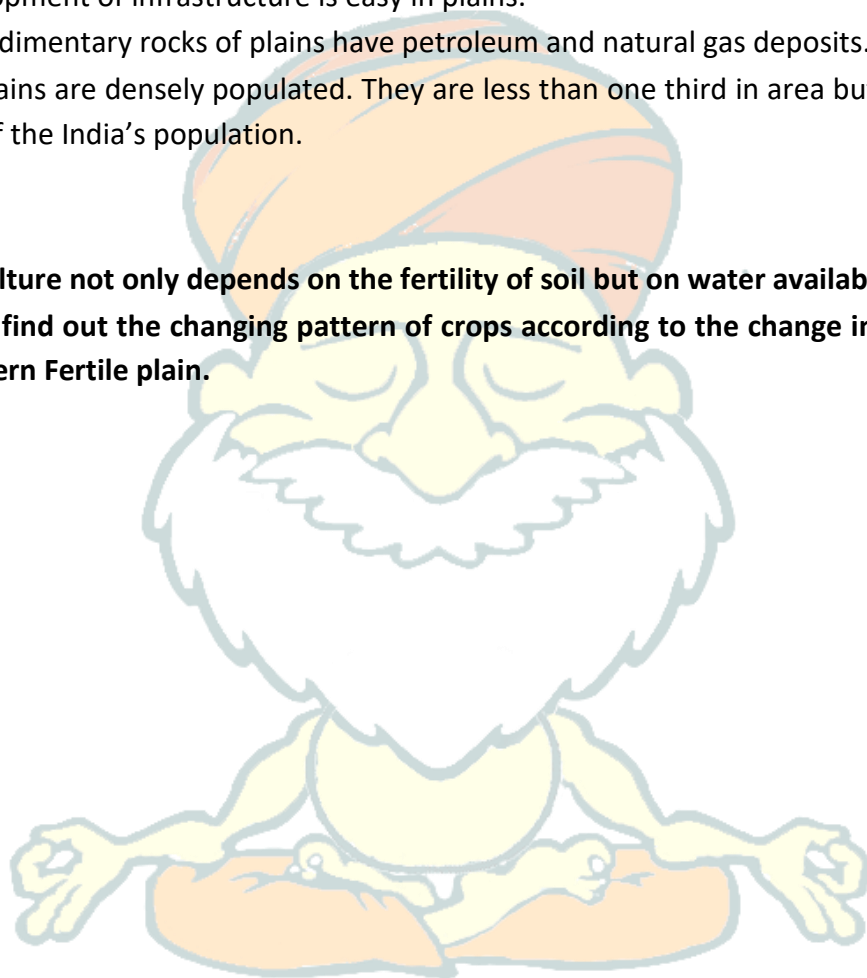 opment of infrastructure is easy in plains.
dimentary rocks of plains have petroleum and natural gas deposits.
ains are densely populated. They are less than one third in area bu
f the India’s population.
lture not only depends on the fertility of soil but on water availab
find out the changing pattern of crops according to the change in
ern Fertile plain.